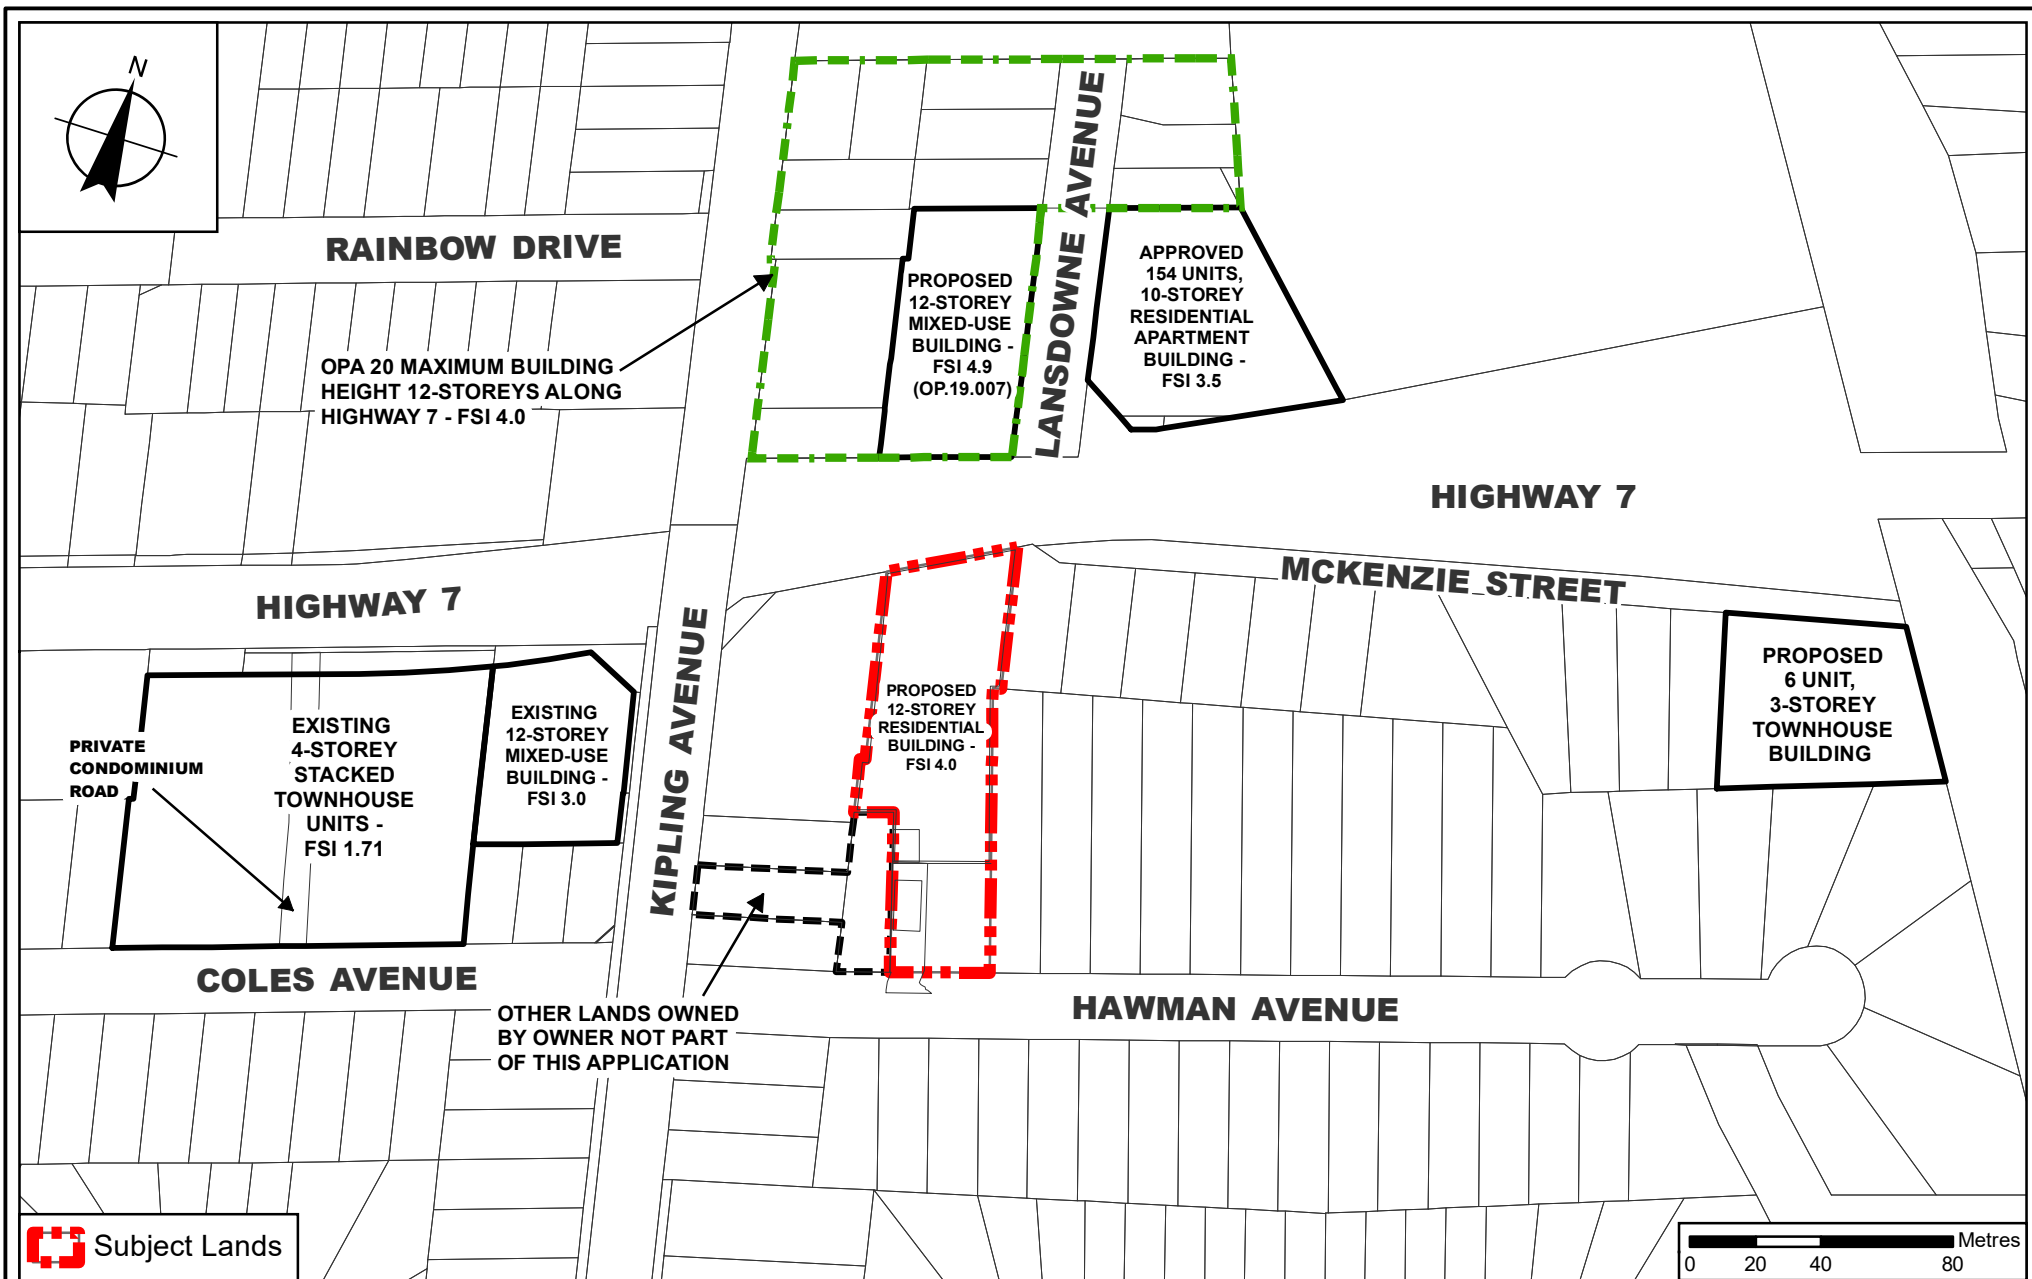 N
RAINBOW DRIVE
LANSDOWNE AVENUE
PROPOSED
12-STOREY
MIXED-USE
BUILDING -
FSI 4.9
(OP.19.007)
APPROVED
154 UNITS,
10-STOREY
RESIDENTIAL
APARTMENT
BUILDING -
FSI 3.5
OPA 20 MAXIMUM BUILDING
HEIGHT 12-STOREYS ALONG
HIGHWAY 7 - FSI 4.0
HIGHWAY 7
MCKENZIE STREET
HIGHWAY 7
KIPLING AVENUE
PROPOSED
12-STOREY
RESIDENTIAL
BUILDING -
FSI 4.0
PROPOSED
6 UNIT,
3-STOREY
TOWNHOUSE
BUILDING
EXISTING
4-STOREY
STACKED
TOWNHOUSE
UNITS -
FSI 1.71
EXISTING
12-STOREY
MIXED-USE
BUILDING -
FSI 3.0
PRIVATE
CONDOMINIUM
ROAD
COLES AVENUE
HAWMAN AVENUE
OTHER LANDS OWNED
BY OWNER NOT PART
OF THIS APPLICATION
Subject Lands
Metres
0 20 40 80